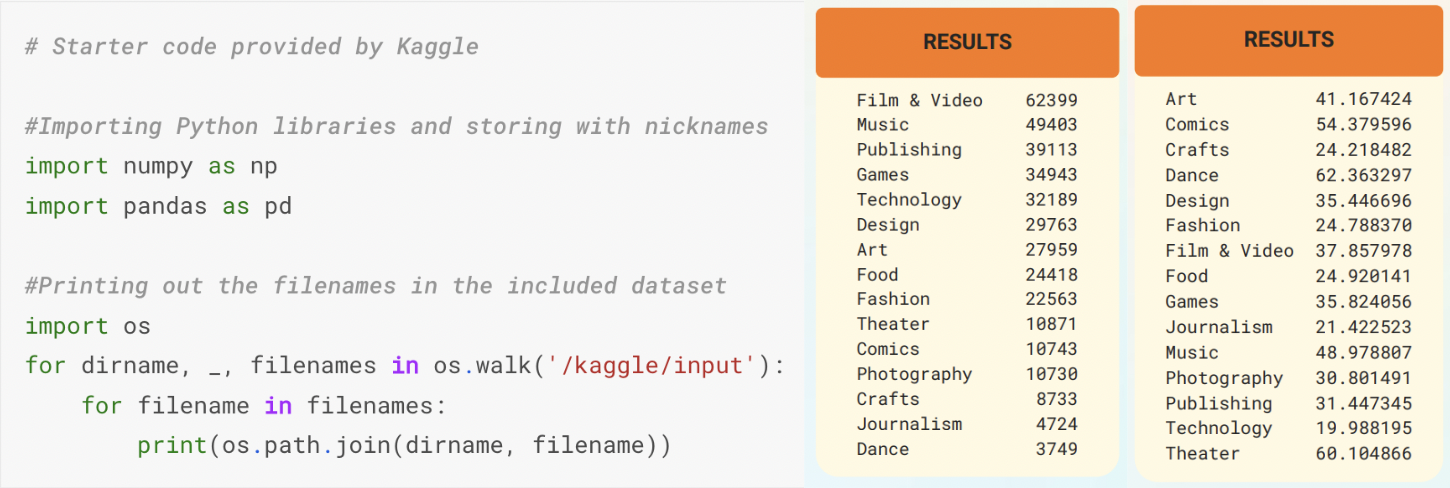 # Starter code provided by Kaggle
#Importing Python libraries and storing with nicknames
import numpy as np
import pandas as pd
#Printing out the filenames in the included dataset
import os
for dirname, _, filenames in os.walk('/kaggle/input'):
    for filename in filenames:
        print(os.path.join(dirname, filename))
RESULTS
Film & Video 62399
Music 49403
Publishing 39113
Games 34943
Technology 32189
Design 29763
Art 27959
Food 24418
Fashion 22563
Theater 10871
Comics 10743
Photography 10730
Crafts 8733
Journalism 4724
Dance 3749
RESULTS
Art 41.167424
Comics 54.379596
Crafts 24.218482
Dance 62.363297
Design 35.446696
Fashion 24.788370
Film & Video 37.857978
Food 24.920141
Games 35.824056
Journalism 21.422523
Music 48.978807
Photography 30.801491
Publishing 31.447345
Technology 19.988195
Theater 60.104866